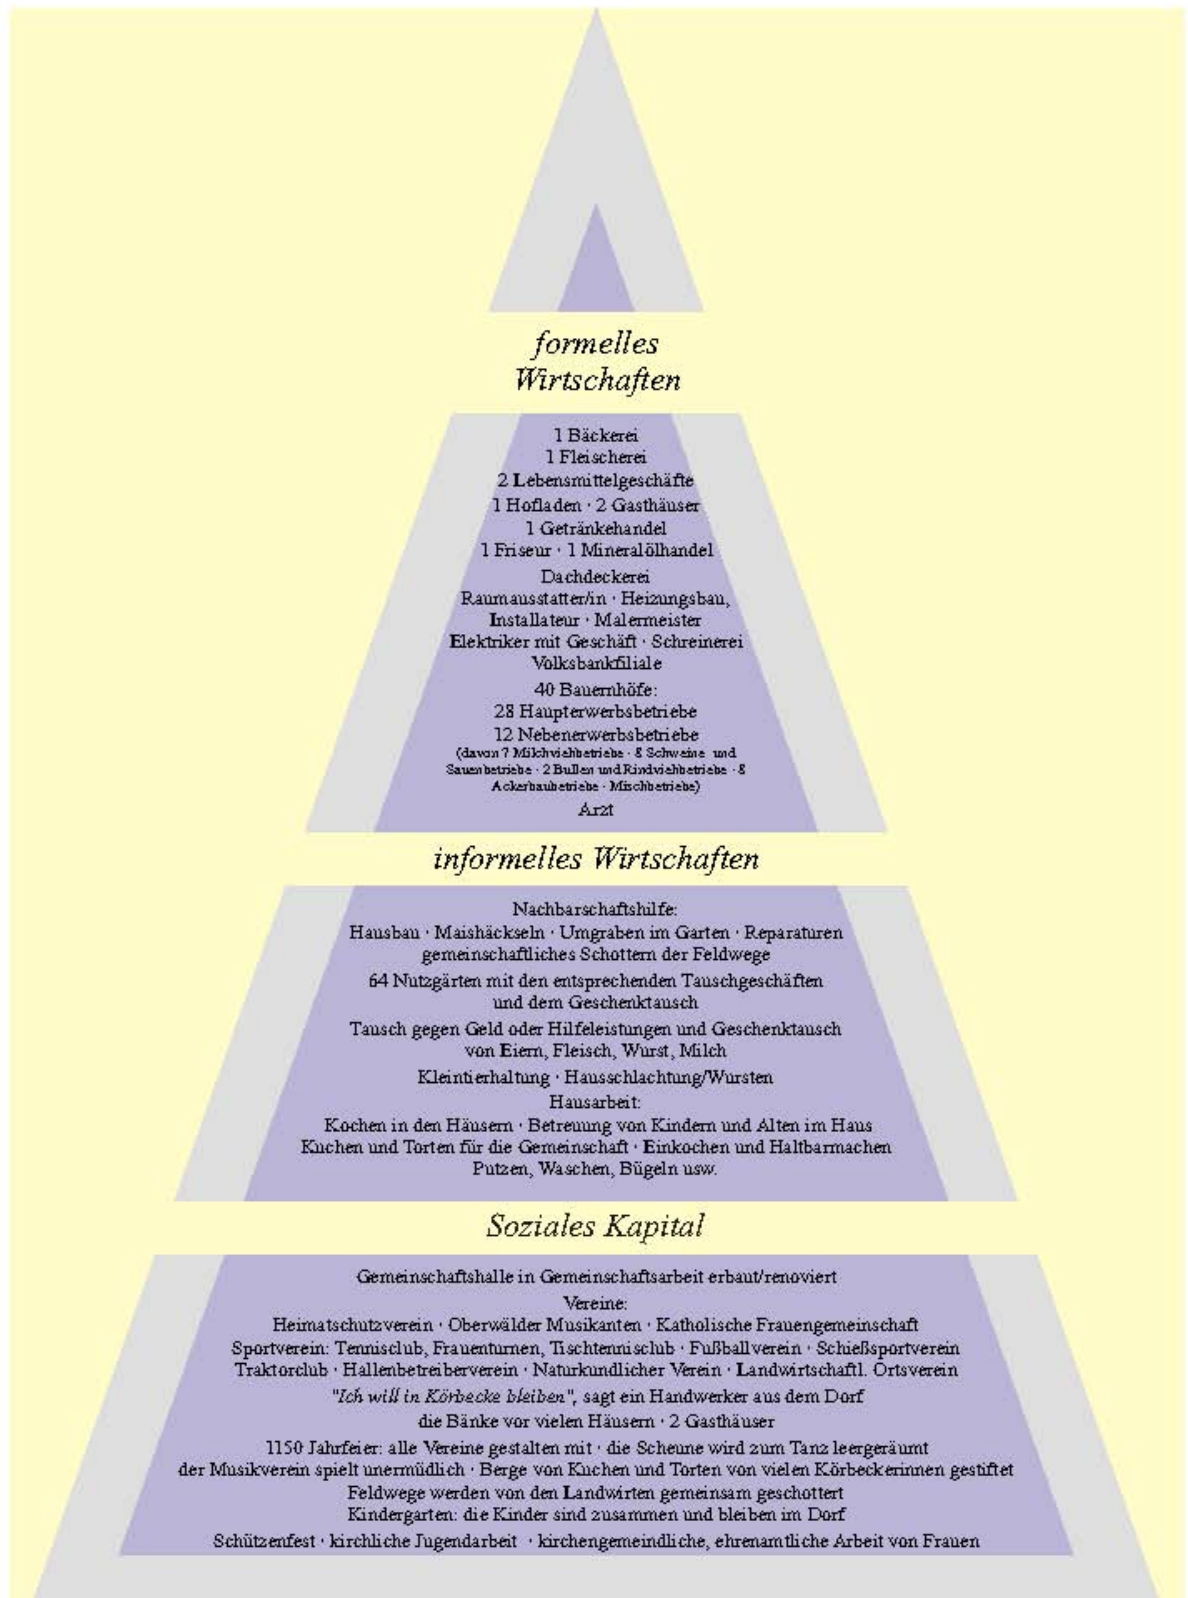 formelles
Wirtschaften
1 Bäckerei
1 Fleischerei
2 Lebensmittelgeschäfte
1 Hofladen · 2 Gasthäuser
1 Getränkehandel
1 Friseur · 1 Mineralölhandel
Dachdeckerei
Raumausstatter/in · Heizungsbau,
Installateur · Malermeister
Elektriker mit Geschäft · Schreinerei
Volksbankfiliale
40 Bauernhöfe:
28 Haupterwerbsbetriebe
12 Nebenerwerbsbetriebe
(davon 7 Milchviehbetriebe · 8 Schweine und
Sauenbetriebe · 2 Bullen und Rindviehbetriebe · 8
Ackerbaubetriebe · Mischbetriebe)
Arzt
informelles Wirtschaften
Nachbarschaftshilfe:
Hausbau · Maishäckseln · Umgraben im Garten · Reparaturen
gemeinschaftliches Schottern der Feldwege
64 Nutzgärten mit den entsprechenden Tauschgeschäften
und dem Geschenktausch
Tausch gegen Geld oder Hilfeleistungen und Geschenktausch
von Eiern, Fleisch, Wurst, Milch
Kleintierhaltung · Hausschlachtung/Wursten
Hausarbeit:
Kochen in den Häusern · Betreuung von Kindern und Alten im Haus
Kuchen und Torten für die Gemeinschaft · Einkochen und Haltbarmachen
Putzen, Waschen, Bügeln usw.
Soziales Kapital
Gemeinschaftshalle in Gemeinschaftsarbeit erbaut/renoviert
Vereine:
Heimatschutzverein · Oberwälder Musikanten · Katholische Frauengemeinschaft
Sportverein: Tennisclub, Frauenturnen, Tischtennisclub · Fußballverein · Schießsportverein
Traktorclub · Hallenbetreiberverein · Naturkundlicher Verein · Landwirtschaftl. Ortsverein
"Ich will in Körbecke bleiben", sagt ein Handwerker aus dem Dorf
die Bänke vor vielen Häusern · 2 Gasthäuser
1150 Jahrfeier: alle Vereine gestalten mit · die Scheune wird zum Tanz leergeräumt
der Musikverein spielt unermüdlich · Berge von Kuchen und Torten von vielen Körbeckerinnen gestiftet
Feldwege werden von den Landwirten gemeinsam geschottert
Kindergarten: die Kinder sind zusammen und bleiben im Dorf
Schützenfest · kirchliche Jugendarbeit · kirchengemeindliche, ehrenamtliche Arbeit von Frauen